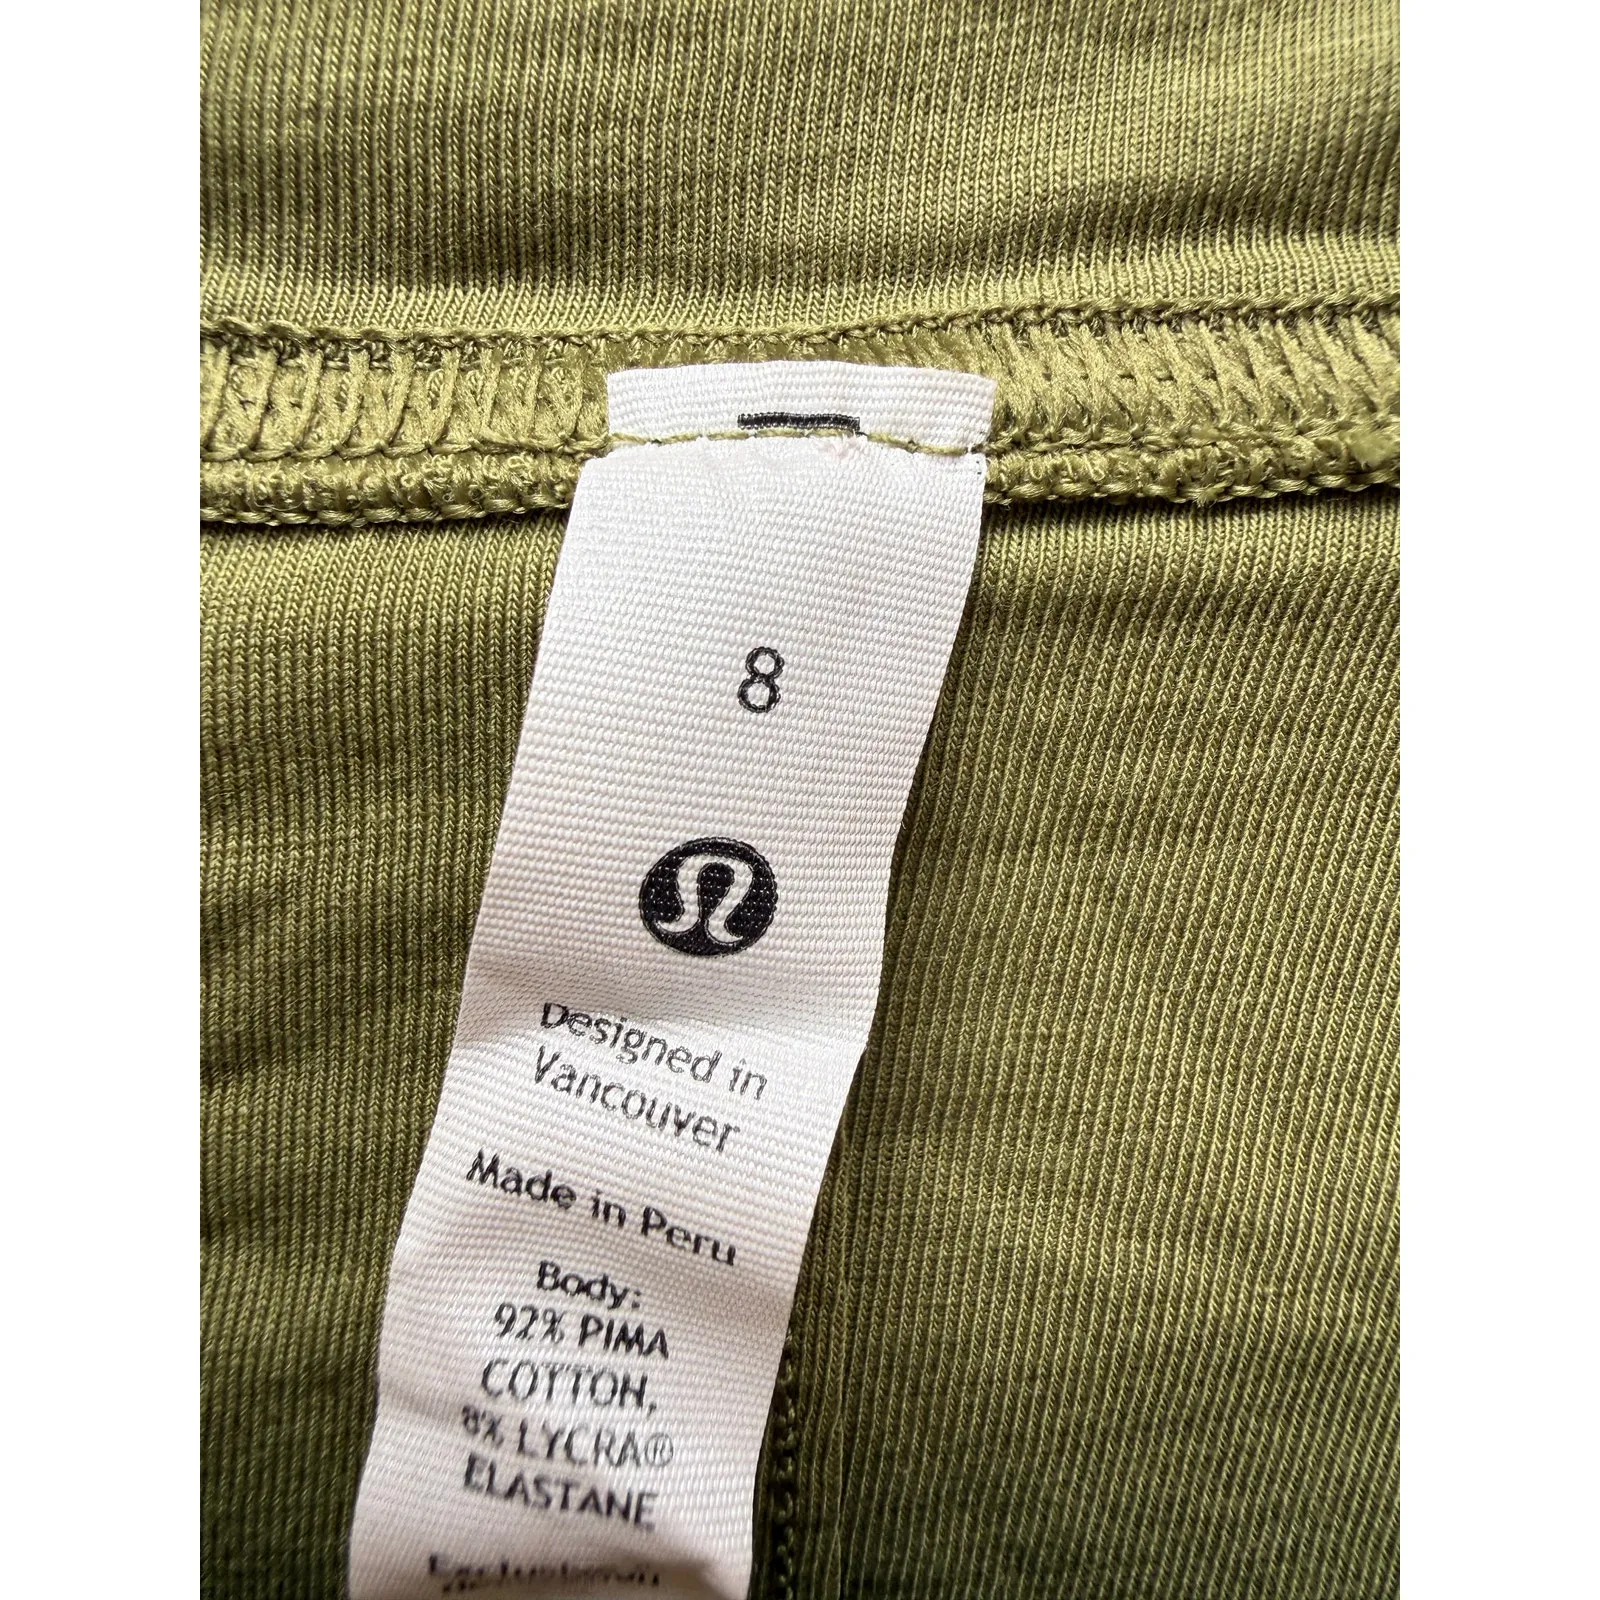 8
Designed in
Vancouver
Made in Peru
Body:
92% PIMA
COTTON,
8% LYCRA®
ELASTANE